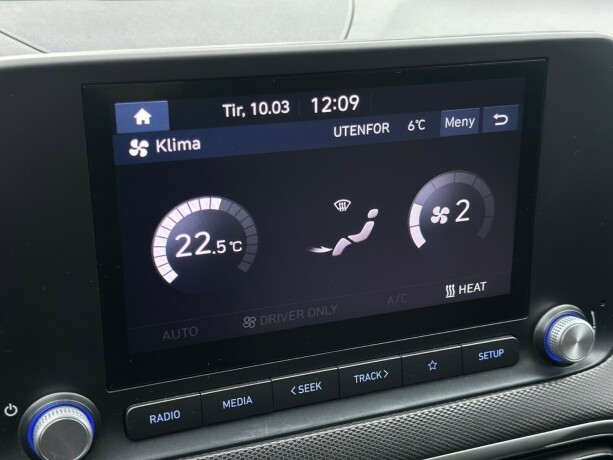 Tir, 10.03 12:09
Klima UTENFOR 6°C Meny
22.5°C 2
AUTO DRIVER ONLY A/C HEAT
RADIO MEDIA <SEEK TRACK> SETUP